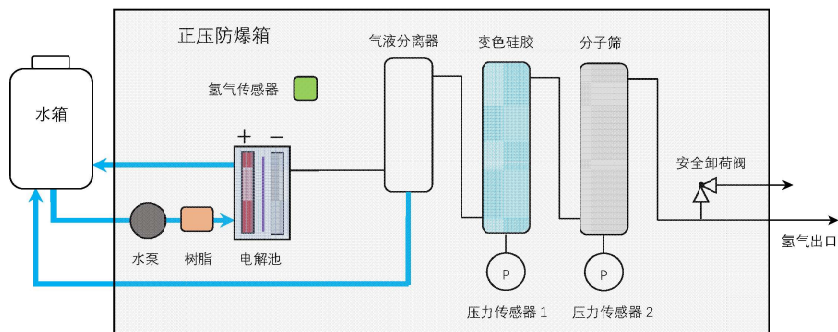 正压防爆箱
气液分离器
变色硅胶
分子筛
氢气传感器
水箱
+ −
安全卸荷阀
水泵
树脂
电解池
P
P
氢气出口
压力传感器 1
压力传感器 2